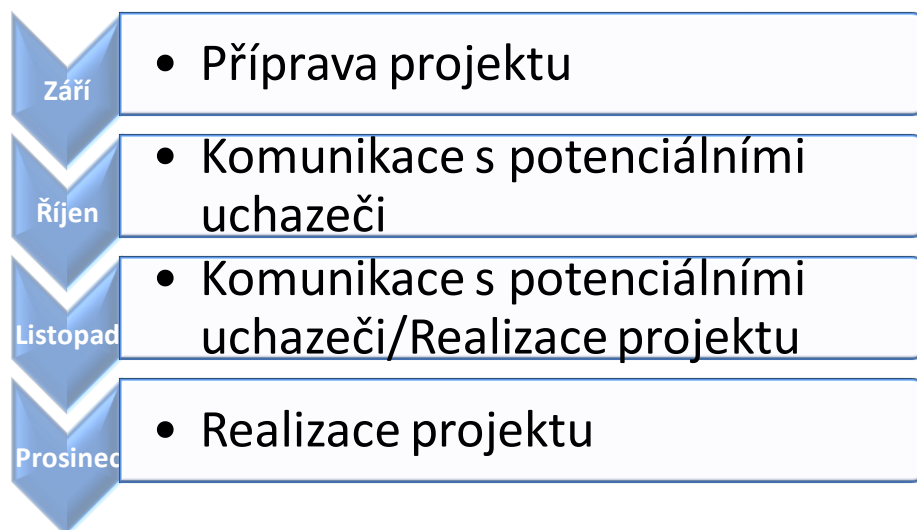 Září
• Příprava projektu
Říjen
• Komunikace s potenciálními
uchazeči
Listopad
• Komunikace s potenciálními
uchazeči/Realizace projektu
Prosinec
• Realizace projektu